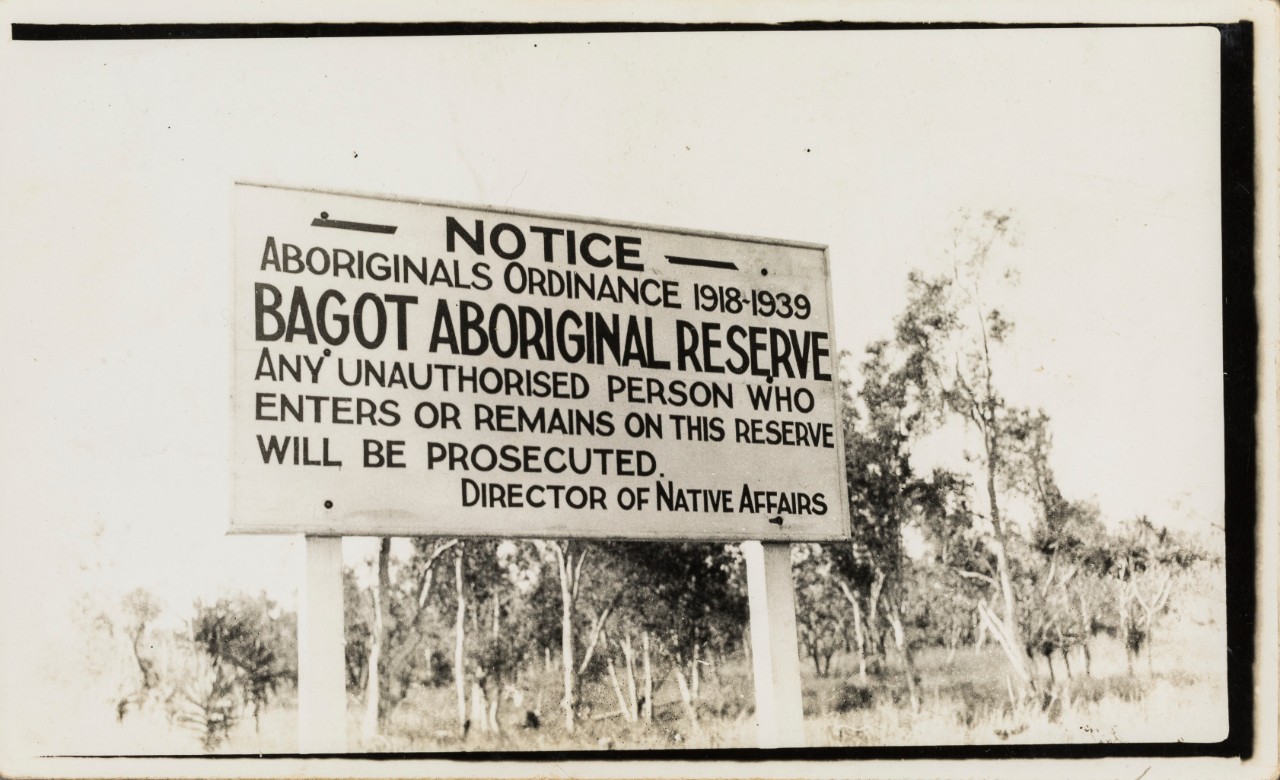 NOTICE
ABORIGINALS ORDINANCE 1918-1939
BAGOT ABORIGINAL RESERVE
ANY UNAUTHORISED PERSON WHO
ENTERS OR REMAINS ON THIS RESERVE
WILL BE PROSECUTED.
DIRECTOR OF NATIVE AFFAIRS